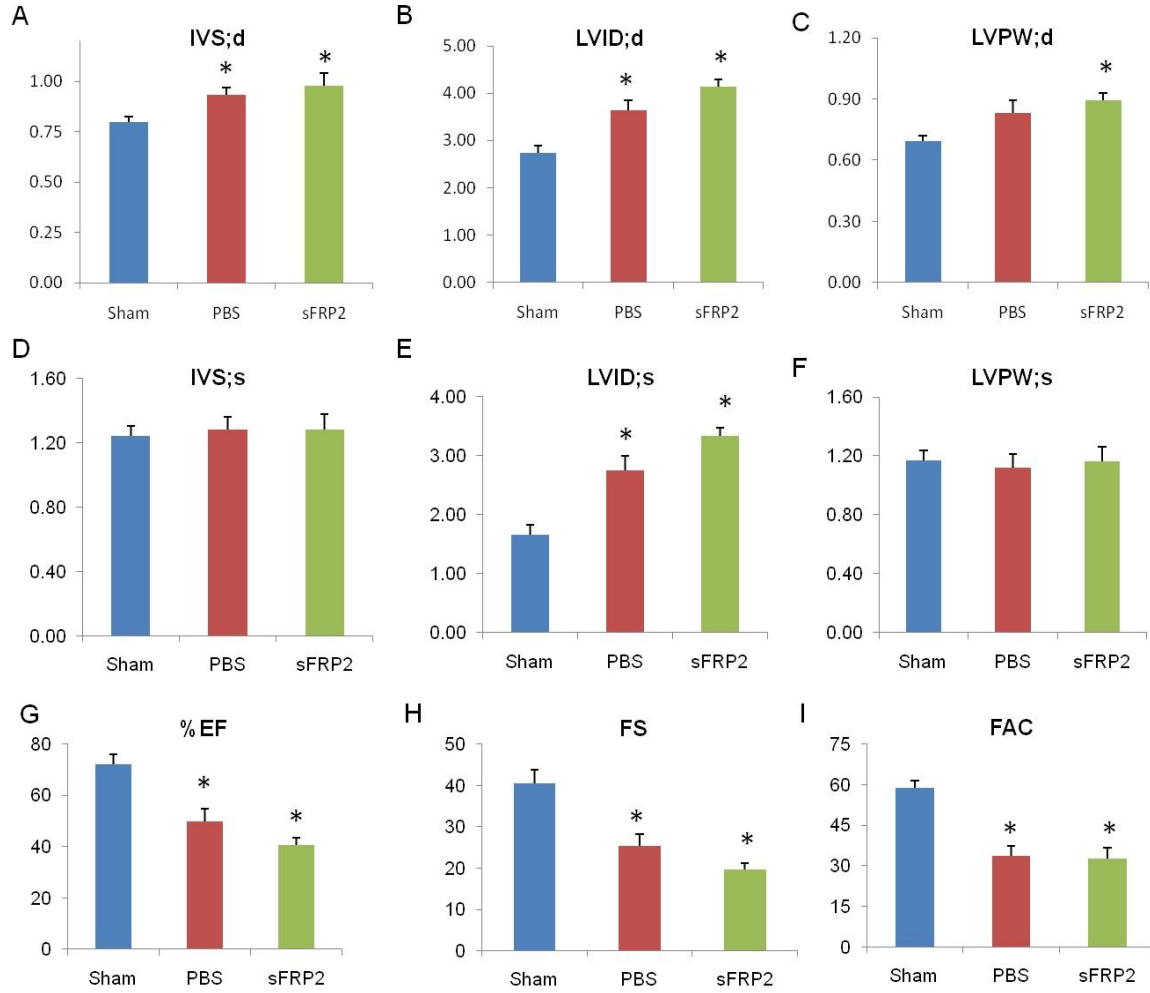 A
IVS;d
1.00
0.75
0.50
0.25
0.00
*
*
Sham PBS sFRP2
B
LVID;d
5.00
4.00
3.00
2.00
1.00
0.00
*
*
Sham PBS sFRP2
C
LVPW;d
1.20
0.90
0.60
0.30
0.00
*
Sham PBS sFRP2
D
IVS;s
1.60
1.20
0.80
0.40
0.00
Sham PBS sFRP2
E
LVID;s
4.00
3.00
2.00
1.00
0.00
*
*
Sham PBS sFRP2
F
LVPW;s
1.60
1.20
0.80
0.40
0.00
Sham PBS sFRP2
G
%EF
80
60
40
20
0
*
*
Sham PBS sFRP2
H
FS
50
40
30
20
10
0
*
*
Sham PBS sFRP2
I
FAC
75
60
45
30
15
0
*
*
Sham PBS sFRP2